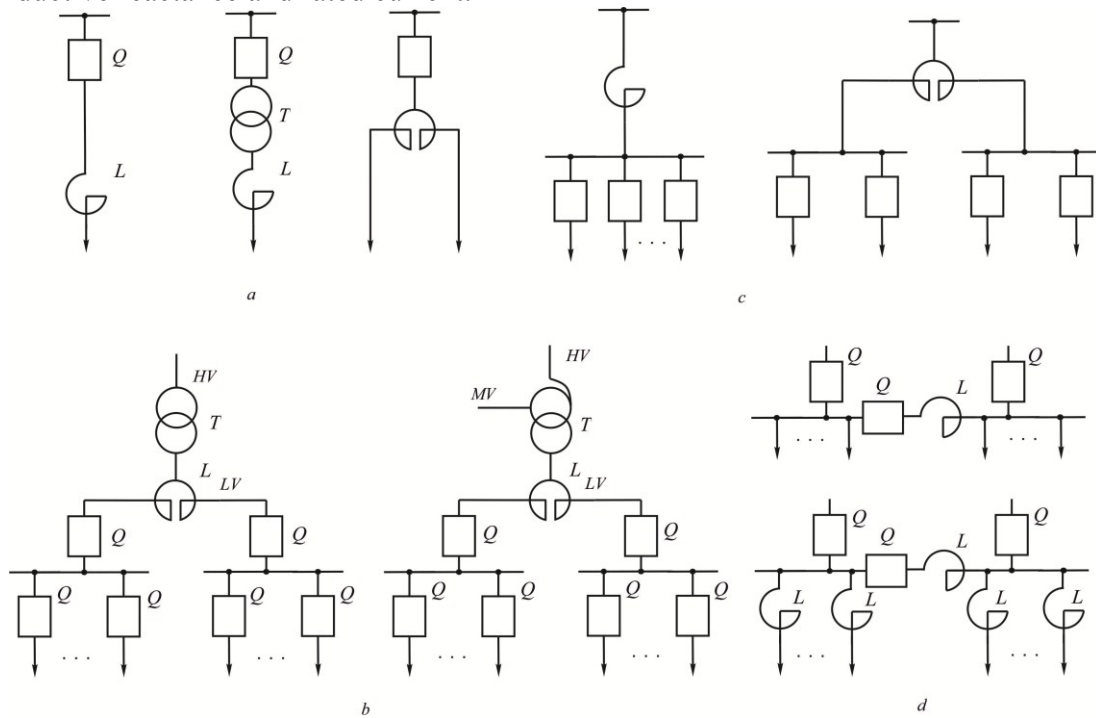 Q
Q
T
L
L
. . .
a
c
HV
HV
MV
T
T
L
LV
L
LV
Q
Q
Q
Q
Q
Q
Q
Q
Q
Q
Q
Q
. . .
. . .
. . .
. . .
b
Q
Q
L
Q
. . .
. . .
Q
Q
L
Q
L
L
L
L
. . .
. . .
d